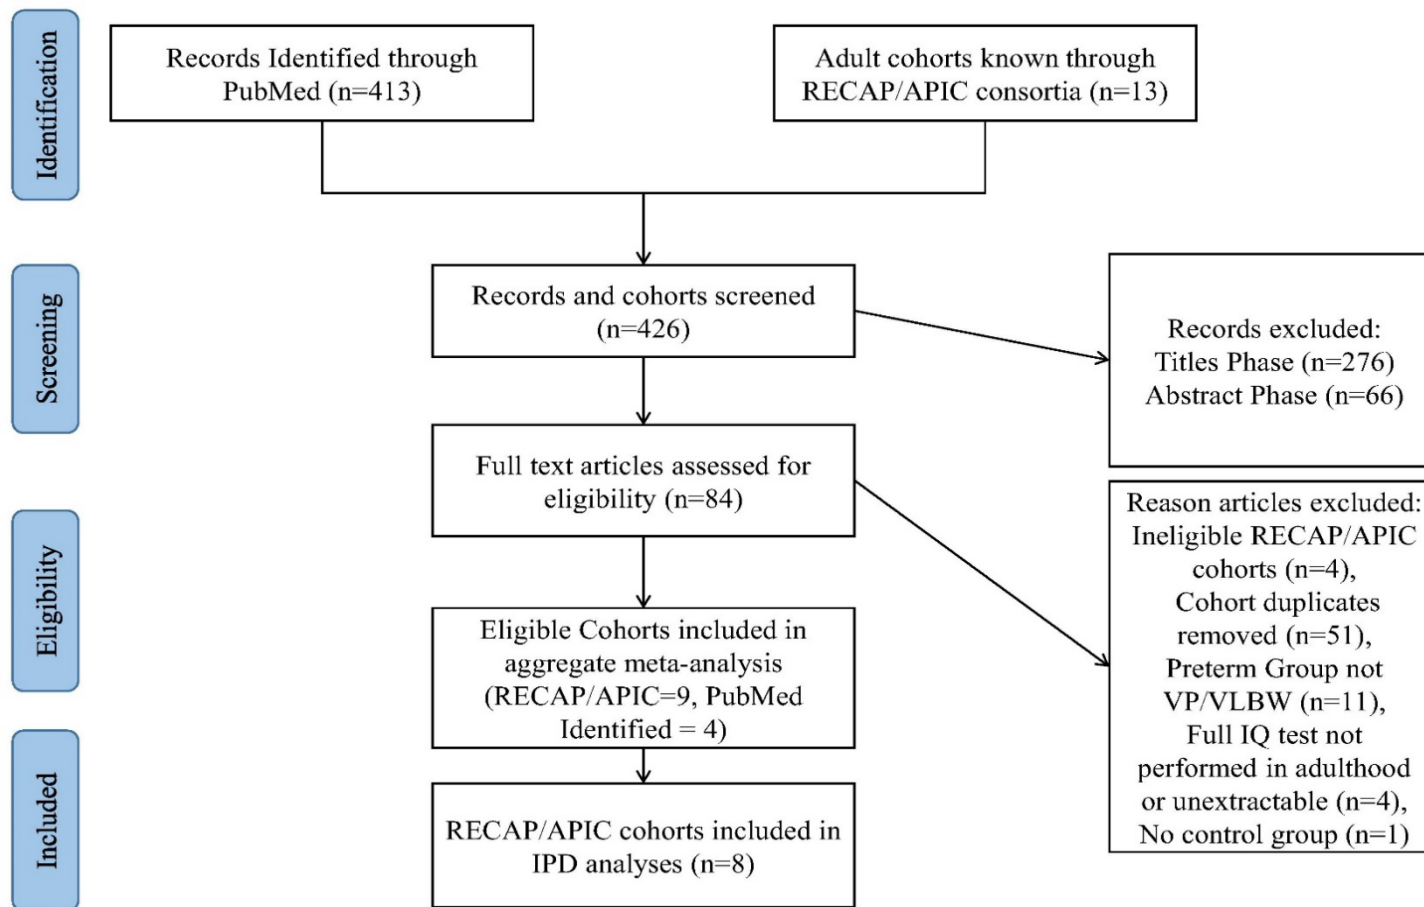 Identification
Records Identified through
PubMed (n=413)
Adult cohorts known through
RECAP/APIC consortia (n=13)
Screening
Records and cohorts screened
(n=426)
Records excluded:
Titles Phase (n=276)
Abstract Phase (n=66)
Full text articles assessed for
eligibility (n=84)
Eligibility
Reason articles excluded:
Ineligible RECAP/APIC
cohorts (n=4),
Cohort duplicates
removed (n=51),
Preterm Group not
VP/VLBW (n=11),
Full IQ test not
performed in adulthood
or unextractable (n=4),
No control group (n=1)
Eligible Cohorts included in
aggregate meta-analysis
(RECAP/APIC=9, PubMed
Identified = 4)
Included
RECAP/APIC cohorts included in
IPD analyses (n=8)